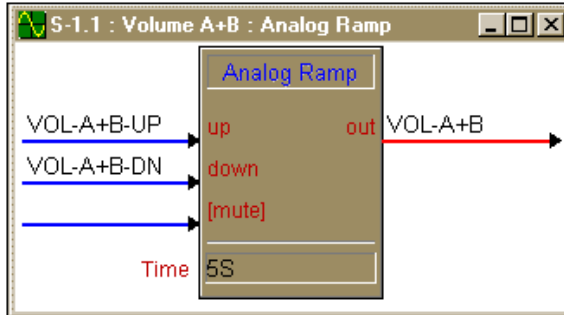 S-1.1 : Volume A+B : Analog Ramp
Analog Ramp
VOL-A+B-UP up out VOL-A+B
VOL-A+B-DN down
[mute]
Time 5S